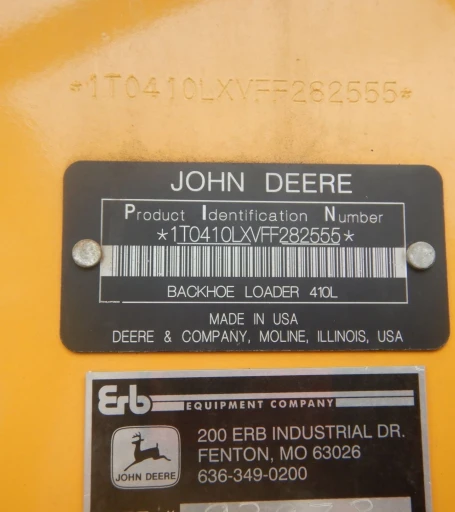 *1T0410LXVFF282555*
JOHN DEERE
Product Identification Number
*1T0410LXVFF282555*
BACKHOE LOADER 410L
MADE IN USA
DEERE & COMPANY, MOLINE, ILLINOIS, USA
Erb EQUIPMENT COMPANY
200 ERB INDUSTRIAL DR.
FENTON, MO 63026
636-349-0200
JOHN DEERE